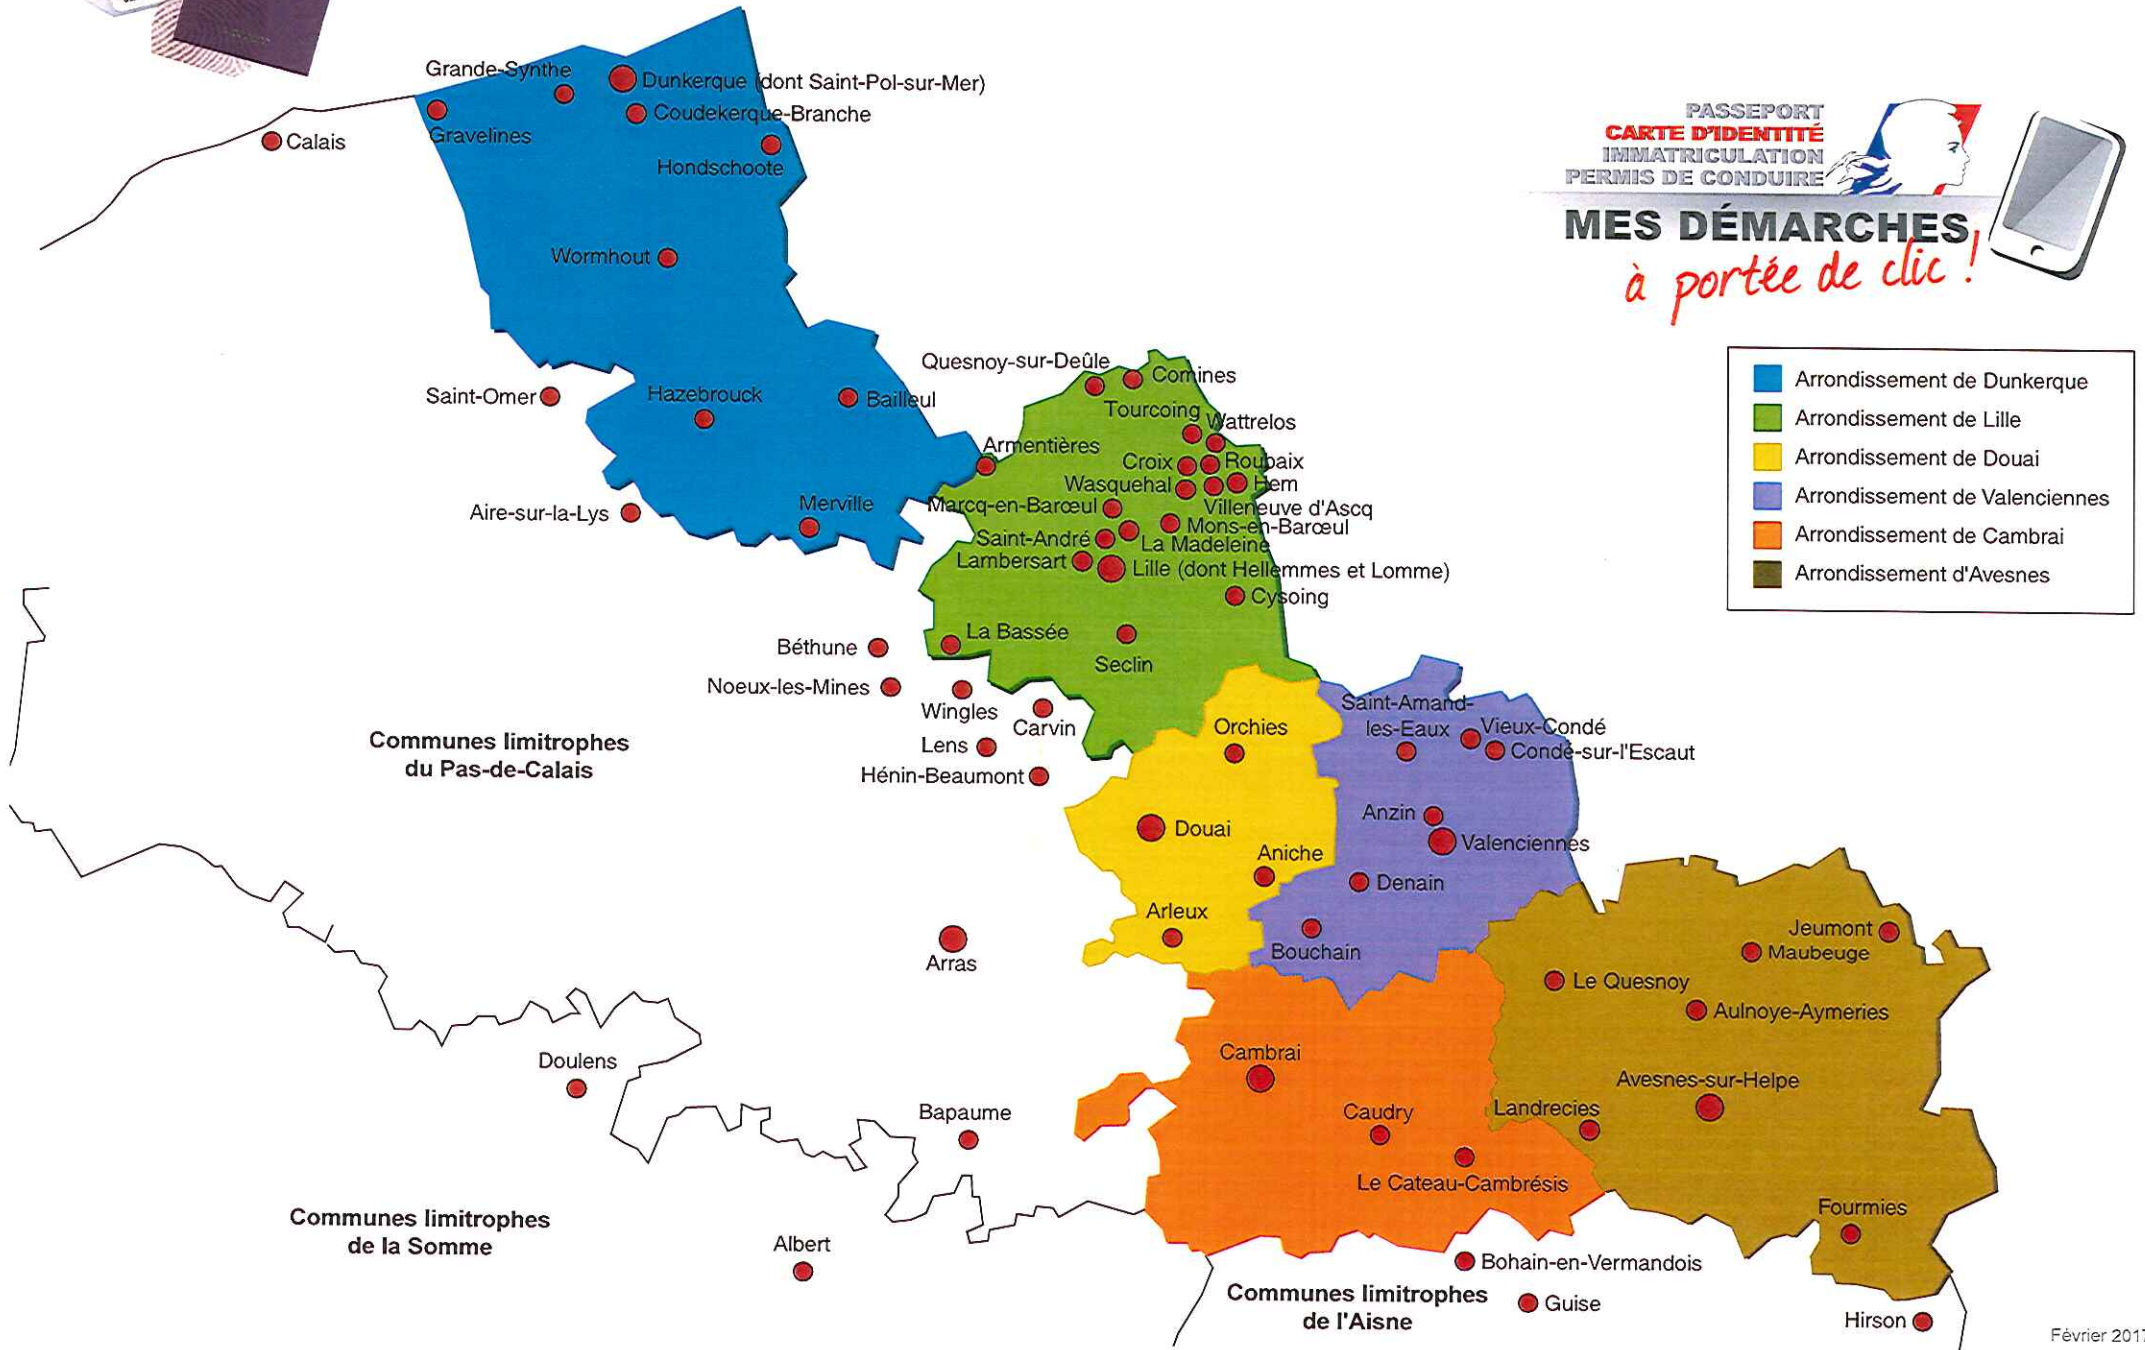 Grande-Synthe
Dunkerque (dont Saint-Pol-sur-Mer)
Coudekerque-Branche
Gravelines
Calais
Hondschoote
PASSEPORT
CARTE D'IDENTITÉ
IMMATRICULATION
PERMIS DE CONDUIRE
MES DÉMARCHES
à portée de clic !
Wormhout
Arrondissement de Dunkerque
Arrondissement de Lille
Arrondissement de Douai
Arrondissement de Valenciennes
Arrondissement de Cambrai
Arrondissement d'Avesnes
Saint-Omer
Hazebrouck
Bailleul
Aire-sur-la-Lys
Merville
Quesnoy-sur-Deûle
Comines
Tourcoing
Wattrelos
Armentières
Croix
Roubaix
Wasquehal
Hem
Marcq-en-Barœul
Villeneuve d'Ascq
Mons-en-Barœul
Saint-André
La Madeleine
Lambersart
Lille (dont Hellemmes et Lomme)
Cysoing
La Bassée
Seclin
Béthune
Noeux-les-Mines
Wingles
Carvin
Lens
Hénin-Beaumont
Communes limitrophes
du Pas-de-Calais
Orchies
Douai
Aniche
Arleux
Saint-Amand-
les-Eaux
Vieux-Condé
Condé-sur-l'Escaut
Anzin
Valenciennes
Denain
Bouchain
Arras
Jeumont
Maubeuge
Le Quesnoy
Aulnoye-Aymeries
Avesnes-sur-Helpe
Landrecies
Fourmies
Cambrai
Caudry
Le Cateau-Cambrésis
Doulens
Bapaume
Communes limitrophes
de la Somme
Albert
Bohain-en-Vermandois
Communes limitrophes
de l'Aisne
Guise
Hirson
Février 2017